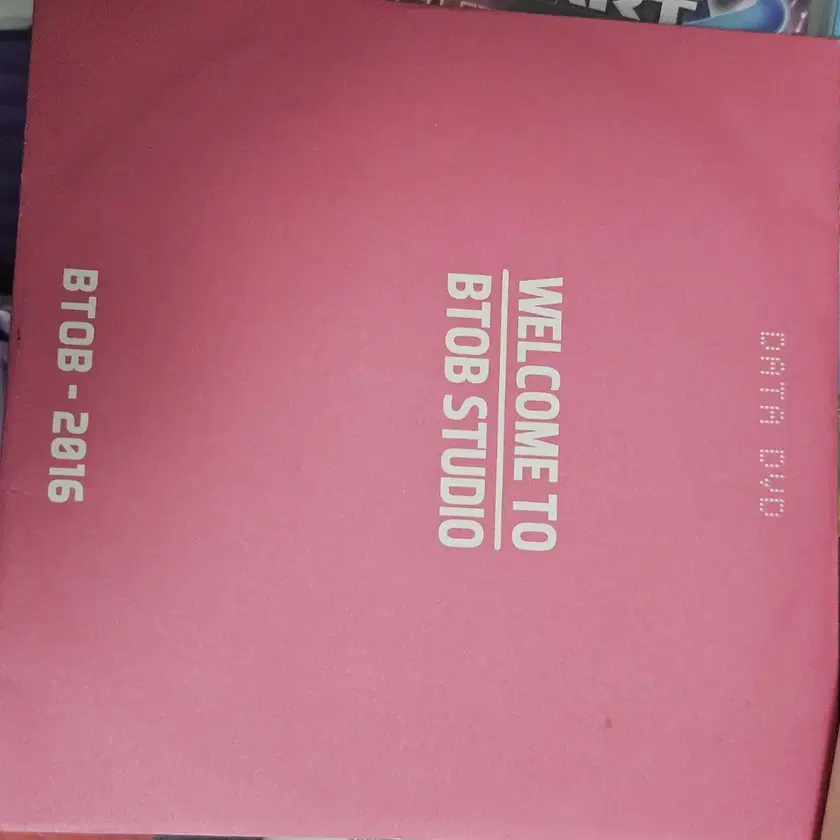 DATA DVD
WELCOME TO
BTOB STUDIO
BTOB - 2016